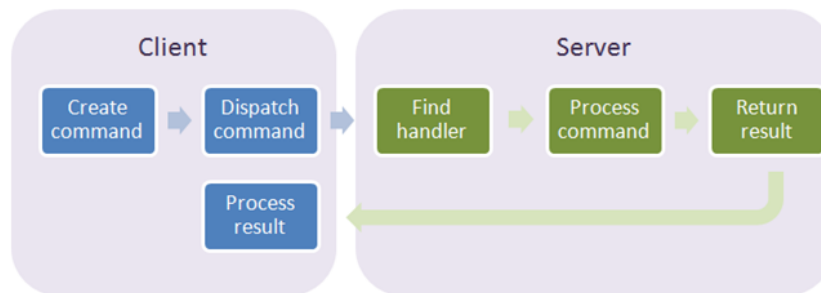 Client
Server
Create
command
Dispatch
command
Find
handler
Process
command
Return
result
Process
result